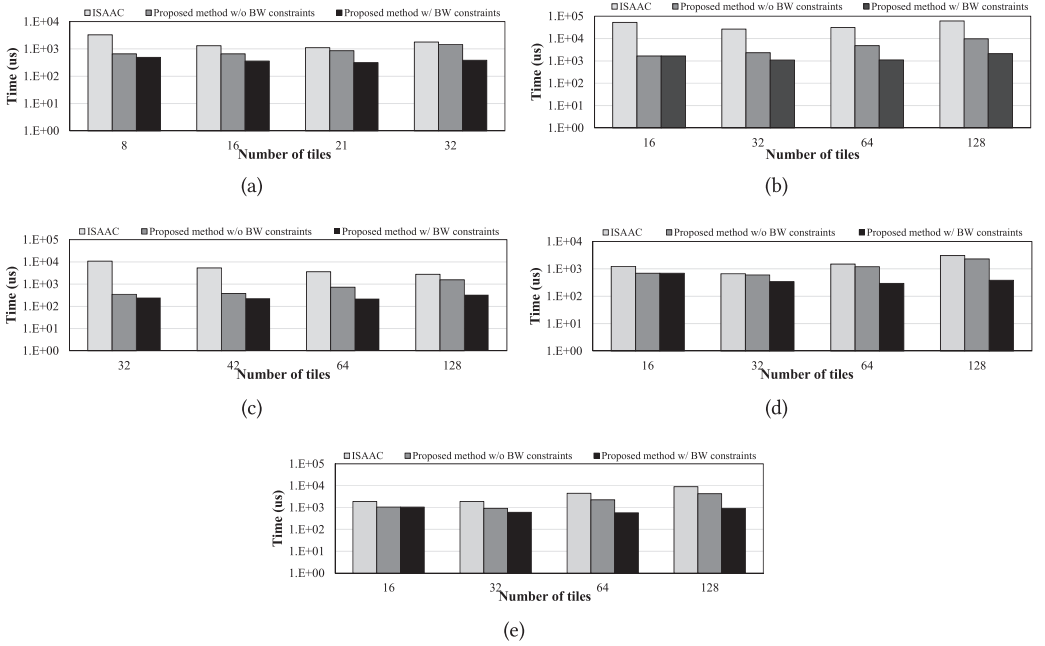 ISAAC Proposed method w/o BW constraints Proposed method w/ BW constraints
1.E+04
1.E+03
1.E+02
1.E+01
1.E+00
Time (us)
8 16 21 32
Number of tiles
(a)
ISAAC Proposed method w/o BW constraints Proposed method w/ BW constraints
1.E+05
1.E+04
1.E+03
1.E+02
1.E+01
1.E+00
Time (us)
16 32 64 128
Number of tiles
(b)
ISAAC Proposed method w/o BW constraints Proposed method w/ BW constraints
1.E+05
1.E+04
1.E+03
1.E+02
1.E+01
1.E+00
Time (us)
32 42 64 128
Number of tiles
(c)
ISAAC Proposed method w/o BW constraints Proposed method w/ BW constraints
1.E+04
1.E+03
1.E+02
1.E+01
1.E+00
Time (us)
16 32 64 128
Number of tiles
(d)
ISAAC Proposed method w/o BW constraints Proposed method w/ BW constraints
1.E+05
1.E+04
1.E+03
1.E+02
1.E+01
1.E+00
Time (us)
16 32 64 128
Number of tiles
(e)